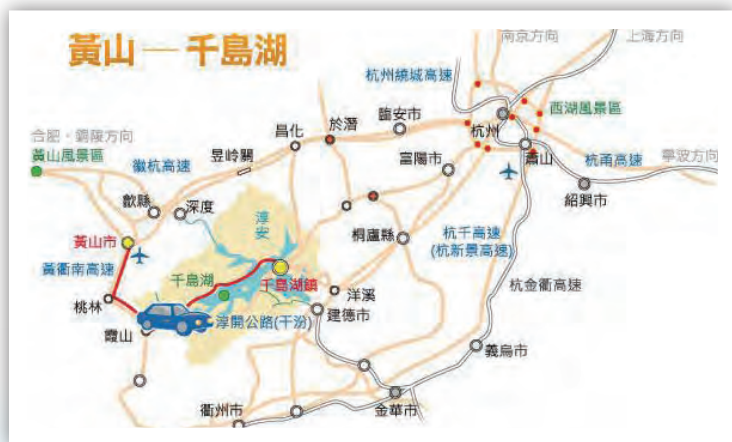 黃山 — 千島湖
南京方向
上海方向
杭州繞城高速
西湖風景區
合肥·銅陵方向
黃山風景區
徽杭高速
昱岭關
昌化
於潛
臨安市
杭州
蕭山
富陽市
杭甬高速
寧波方向
紹興市
歙縣
深度
淳安
桐廬縣
杭千高速
(杭新景高速)
黃山市
黃衢南高速
千島湖
千島湖鎮
洋溪
杭金衢高速
桃林
霞山
淳開公路(干汾)
建德市
義烏市
衢州市
金華市